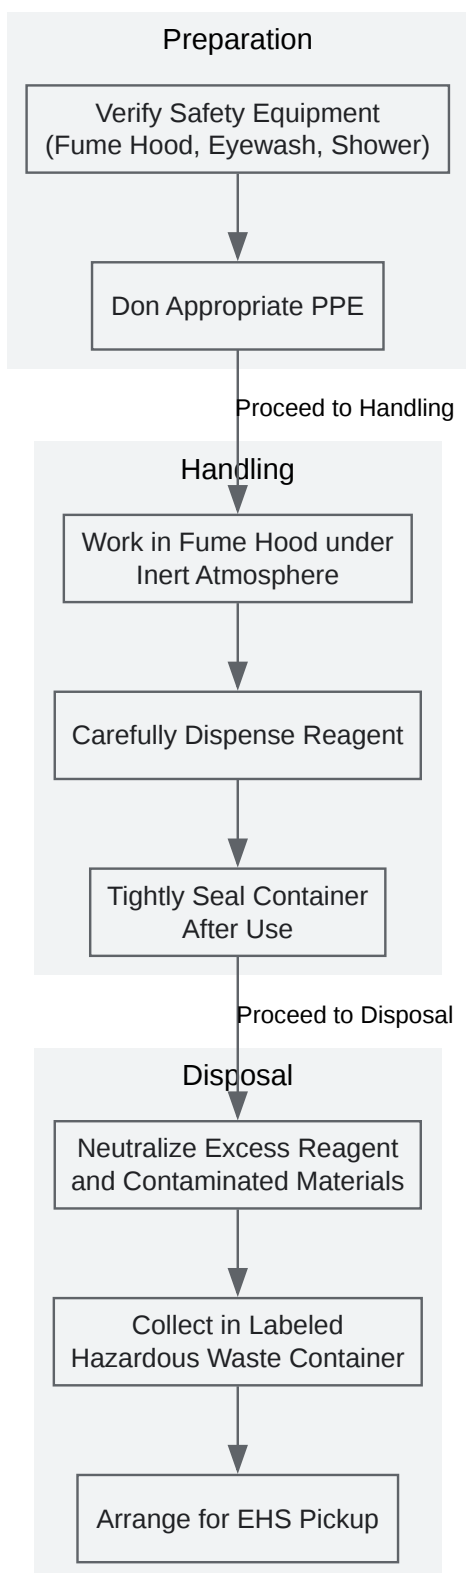 Preparation
Verify Safety Equipment
(Fume Hood, Eyewash, Shower)
Don Appropriate PPE
Proceed to Handling
Handling
Work in Fume Hood under
Inert Atmosphere
Carefully Dispense Reagent
Tightly Seal Container
After Use
Proceed to Disposal
Disposal
Neutralize Excess Reagent
and Contaminated Materials
Collect in Labeled
Hazardous Waste Container
Arrange for EHS Pickup